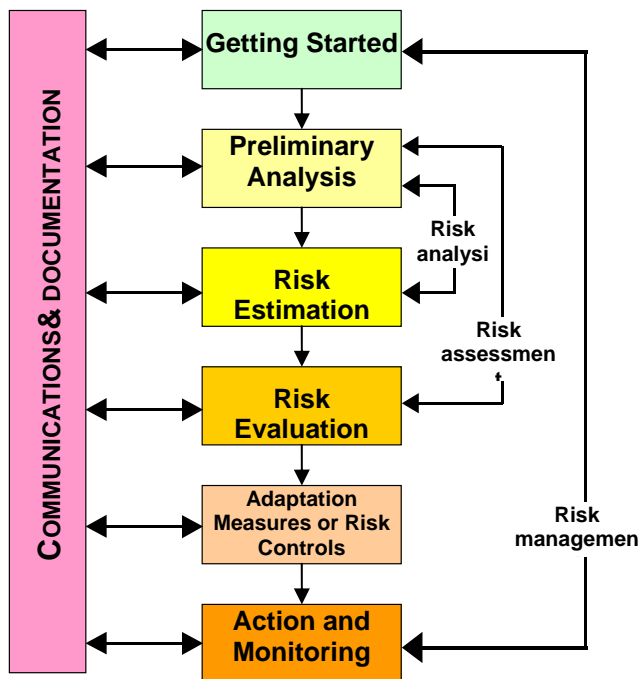 COMMUNICATIONS& DOCUMENTATION
Getting Started
Preliminary
Analysis
Risk
analysi
Risk
Estimation
Risk
assessmen
Risk
Evaluation
Adaptation
Measures or Risk
Controls
Risk
managemen
Action and
Monitoring